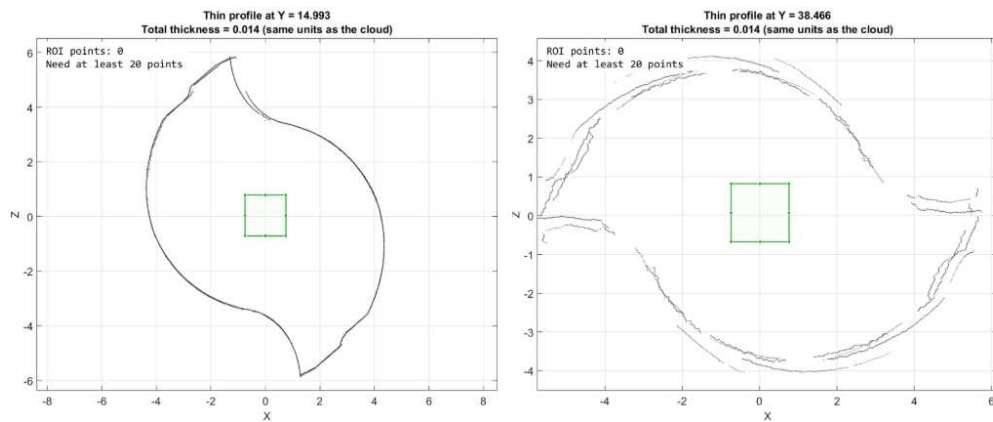 Thin profile at Y = 14.993
Total thickness = 0.014 (same units as the cloud)
ROI points: 0
Need at least 20 points
6
4
2
0
-2
-4
-6
Z
-8
-6
-4
-2
0
2
4
6
8
X
Thin profile at Y = 38.466
Total thickness = 0.014 (same units as the cloud)
ROI points: 0
Need at least 20 points
4
3
2
1
0
-1
-2
-3
-4
Z
-4
-2
0
2
4
6
X